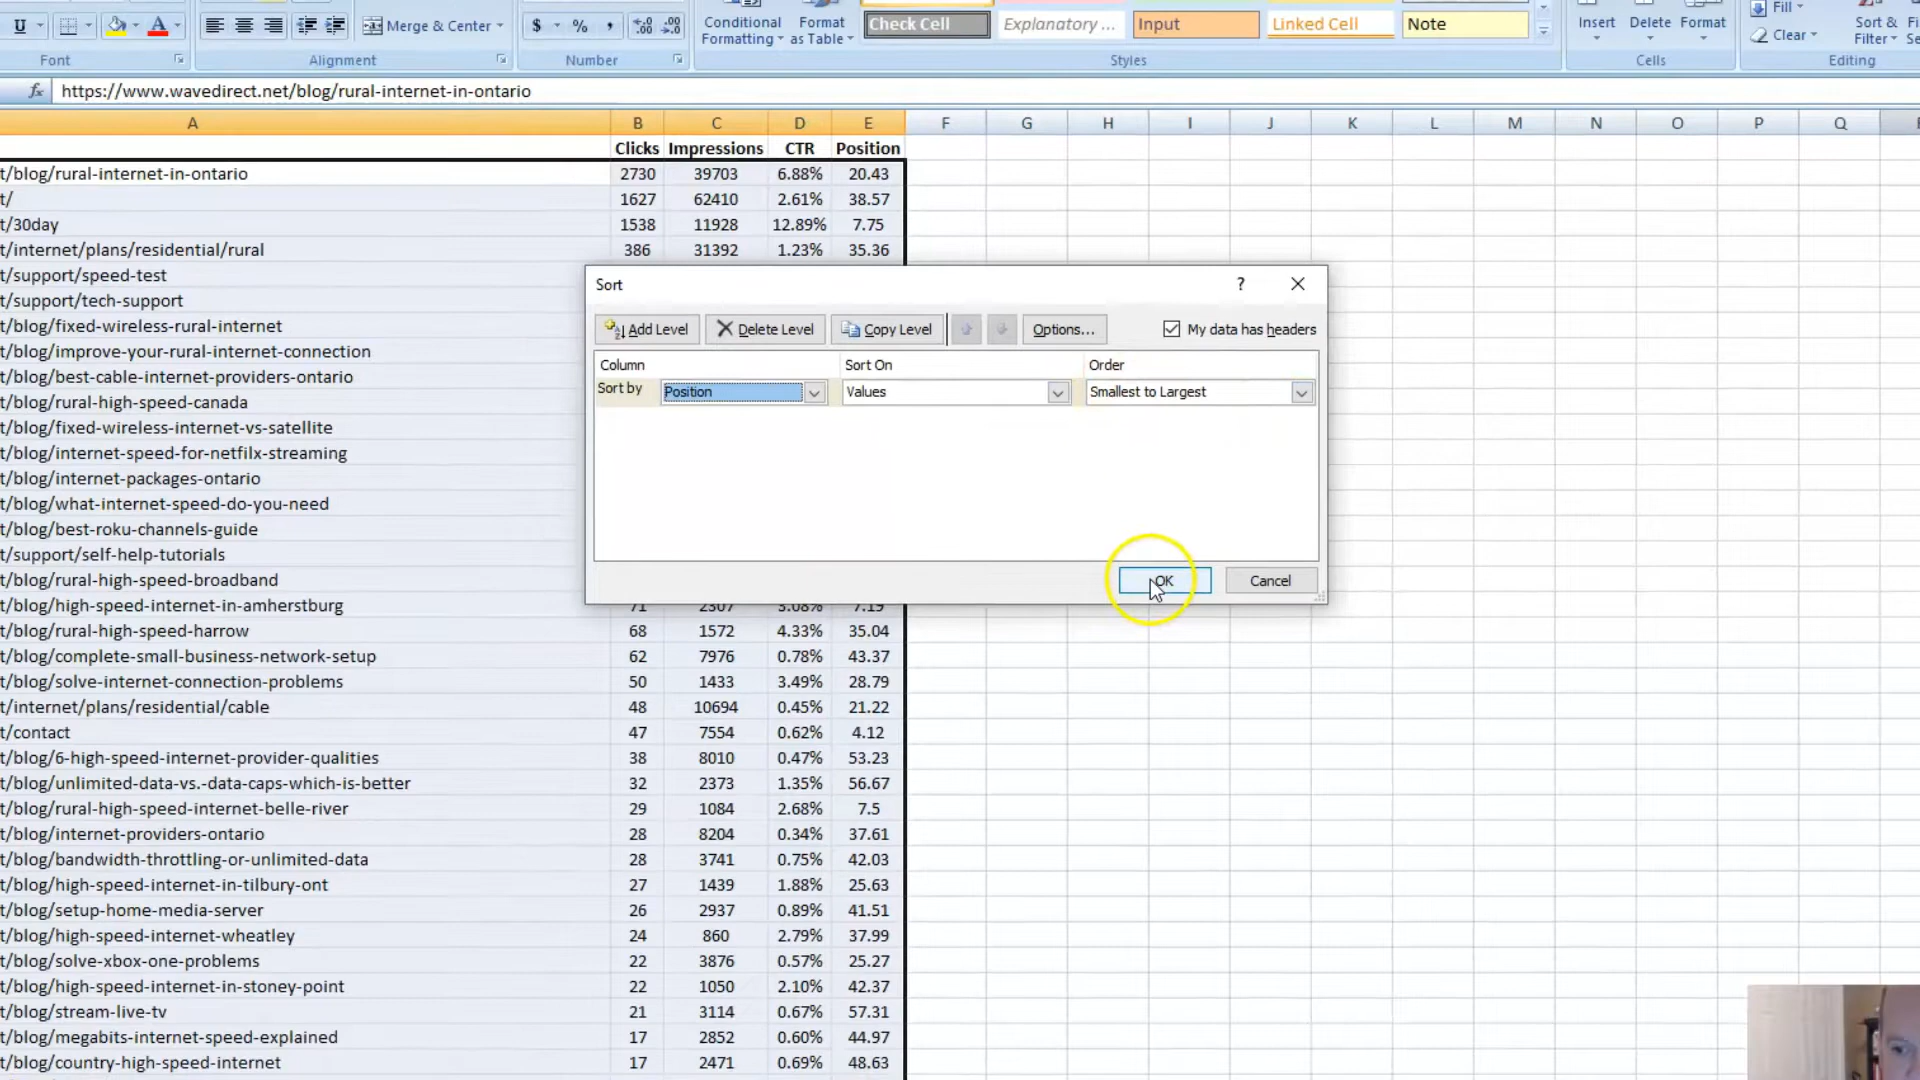 U A Merge & Center $ % , Conditional Formatting Format as Table Check Cell Explanatory ... Input Linked Cell Note Insert Delete Format Fill Clear Sort & Filter
Font Alignment Number Styles Cells Editing
fx https://www.wavedirect.net/blog/rural-internet-in-ontario
A B C D E F G H I J K L M N O P Q
Clicks Impressions CTR Position
t/blog/rural-internet-in-ontario 2730 39703 6.88% 20.43
t/ 1627 62410 2.61% 38.57
t/30day 1538 11928 12.89% 7.75
t/internet/plans/residential/rural 386 31392 1.23% 35.36
t/support/speed-test
t/support/tech-support
t/blog/fixed-wireless-rural-internet
t/blog/improve-your-rural-internet-connection
t/blog/best-cable-internet-providers-ontario
t/blog/rural-high-speed-canada
t/blog/fixed-wireless-internet-vs-satellite
t/blog/internet-speed-for-netfilx-streaming
t/blog/internet-packages-ontario
t/blog/what-internet-speed-do-you-need
t/blog/best-roku-channels-guide
t/support/self-help-tutorials
t/blog/rural-high-speed-broadband
t/blog/high-speed-internet-in-amherstburg 71 2307 3.08% 7.19
t/blog/rural-high-speed-harrow 68 1572 4.33% 35.04
t/blog/complete-small-business-network-setup 62 7976 0.78% 43.37
t/blog/solve-internet-connection-problems 50 1433 3.49% 28.79
t/internet/plans/residential/cable 48 10694 0.45% 21.22
t/contact 47 7554 0.62% 4.12
t/blog/6-high-speed-internet-provider-qualities 38 8010 0.47% 53.23
t/blog/unlimited-data-vs.-data-caps-which-is-better 32 2373 1.35% 56.67
t/blog/rural-high-speed-internet-belle-river 29 1084 2.68% 7.5
t/blog/internet-providers-ontario 28 8204 0.34% 37.61
t/blog/bandwidth-throttling-or-unlimited-data 28 3741 0.75% 42.03
t/blog/high-speed-internet-in-tilbury-ont 27 1439 1.88% 25.63
t/blog/setup-home-media-server 26 2937 0.89% 41.51
t/blog/high-speed-internet-wheatley 24 860 2.79% 37.99
t/blog/solve-xbox-one-problems 22 3876 0.57% 25.27
t/blog/high-speed-internet-in-stoney-point 22 1050 2.10% 42.37
t/blog/stream-live-tv 21 3114 0.67% 57.31
t/blog/megabits-internet-speed-explained 17 2852 0.60% 44.97
t/blog/country-high-speed-internet 17 2471 0.69% 48.63
Sort ?
Add Level Delete Level Copy Level Options... My data has headers
Column Sort On Order
Sort by Position Values Smallest to Largest
OK Cancel